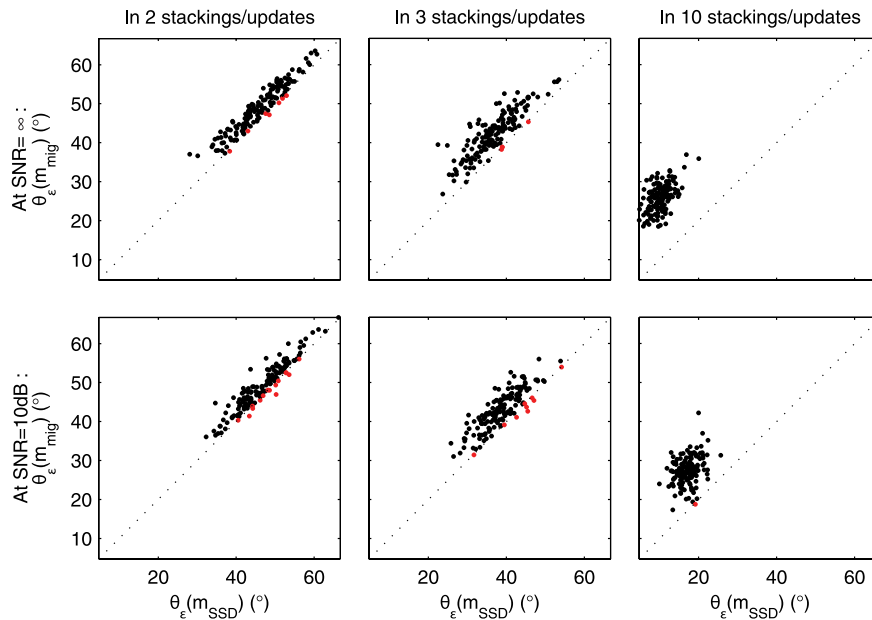 In 2 stackings/updates
In 3 stackings/updates
In 10 stackings/updates
At SNR= ∞ :
θε(mmig) (°)
60
50
40
30
20
10
At SNR=10dB :
θε(mmig) (°)
60
50
40
30
20
10
20 40 60
20 40 60
20 40 60
θε(mSSD) (°)
θε(mSSD) (°)
θε(mSSD) (°)